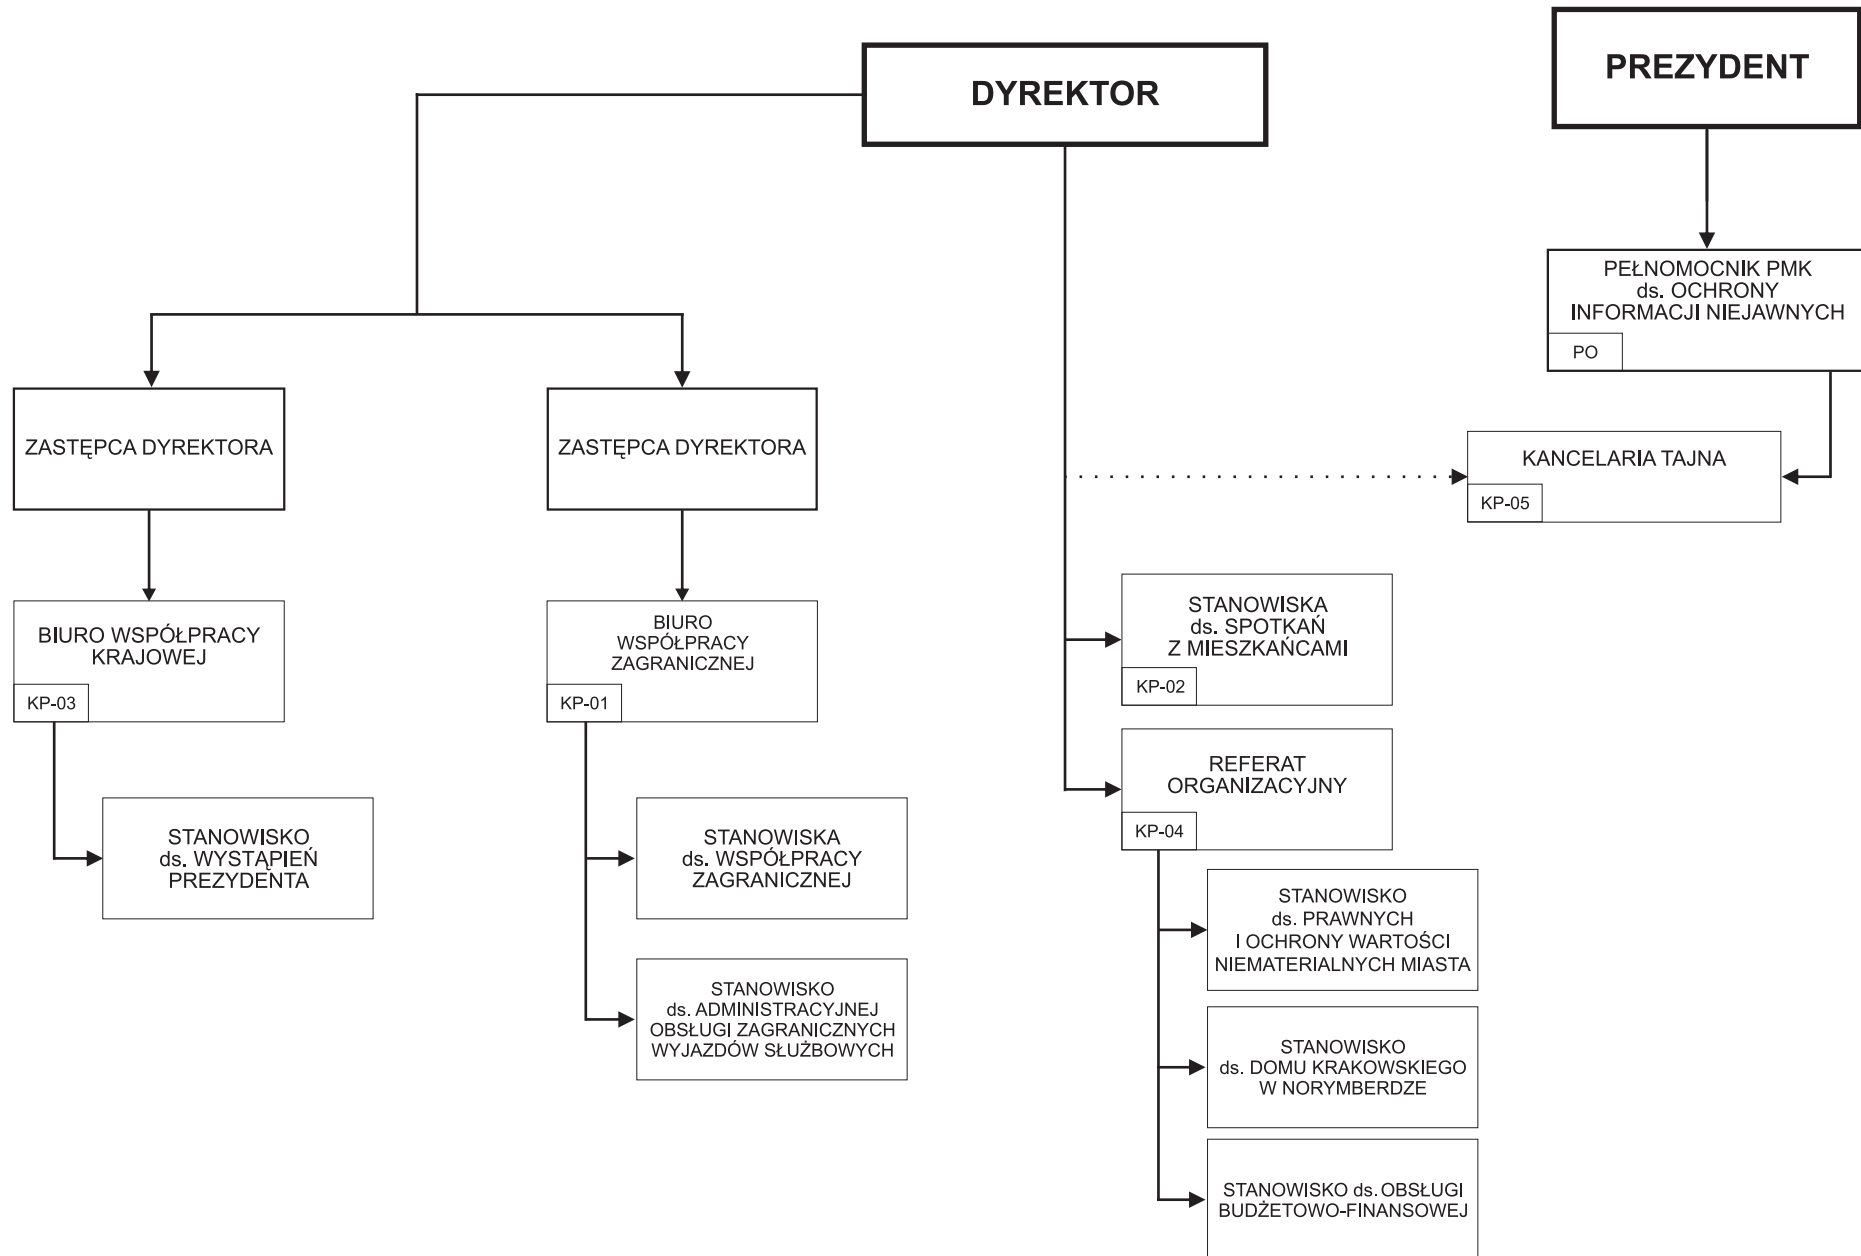 DYREKTOR
PREZYDENT
PEŁNOMOCNIK PMK
ds. OCHRONY
INFORMACJI NIEJAWNYCH
PO
ZASTĘPCA DYREKTORA
ZASTĘPCA DYREKTORA
KANCELARIA TAJNA
KP-05
BIURO WSPÓŁPRACY
KRAJOWEJ
KP-03
BIURO
WSPÓŁPRACY
ZAGRANICZNEJ
KP-01
STANOWISKA
ds. SPOTKAŃ
Z MIESZKAŃCAMI
KP-02
REFERAT
ORGANIZACYJNY
KP-04
STANOWISKO
ds. WYSTĄPIEŃ
PREZYDENTA
STANOWISKA
ds. WSPÓŁPRACY
ZAGRANICZNEJ
STANOWISKO
ds. ADMINISTRACYJNEJ
OBSŁUGI ZAGRANICZNYCH
WYJAZDÓW SŁUŻBOWYCH
STANOWISKO
ds. PRAWNYCH
I OCHRONY WARTOŚCI
NIEMATERIALNYCH MIASTA
STANOWISKO
ds. DOMU KRAKOWSKIEGO
W NORYMBERDZE
STANOWISKO ds. OBSŁUGI
BUDŻETOWO-FINANSOWEJ